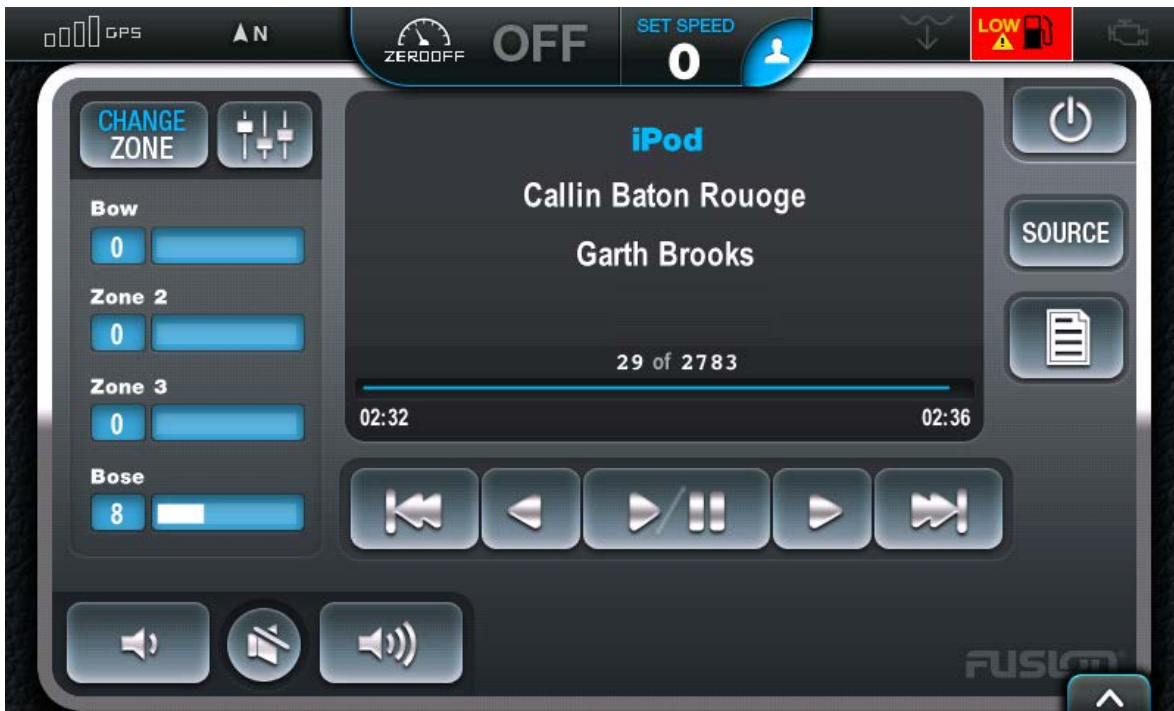 GPS
N
ZEROOFF
OFF
SET SPEED
0
LOW
CHANGE
ZONE
Bow
0
Zone 2
0
Zone 3
0
Bose
8
iPod
Callin Baton Rouoge
Garth Brooks
29 of 2783
02:32
02:36
SOURCE
FUSION